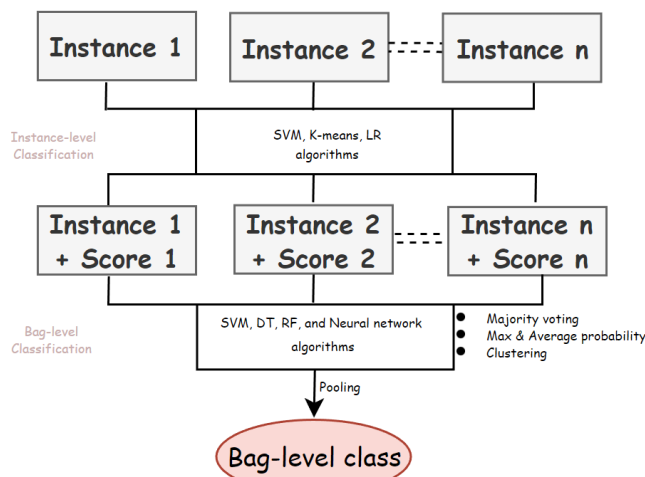 Instance 1
Instance 2
Instance n
Instance-level
Classification
SVM, K-means, LR
algorithms
Instance 1
+ Score 1
Instance 2
+ Score 2
Instance n
+ Score n
Bag-level
Classification
SVM, DT, RF, and Neural network
algorithms
Majority voting
Max & Average probability
Clustering
Pooling
Bag-level class